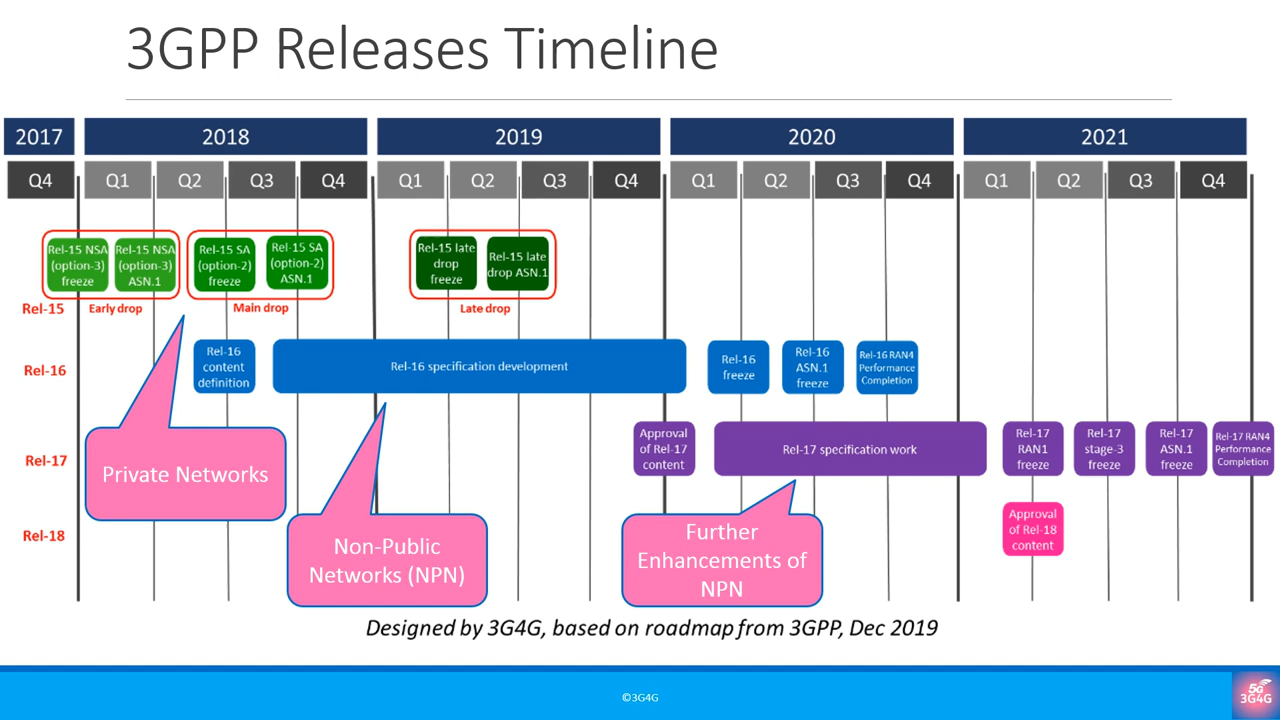 3GPP Releases Timeline
2017 2018 2019 2020 2021
Q4 Q1 Q2 Q3 Q4 Q1 Q2 Q3 Q4 Q1 Q2 Q3 Q4 Q1 Q2 Q3 Q4
Rel-15 NSA
(option-3)
freeze
Rel-15 NSA
(option-3)
ASN.1
Rel-15 SA
(option-2)
freeze
Rel-15 SA
(option-2)
ASN.1
Rel-15 late
drop
freeze
Rel-15 late
drop ASN.1
Rel-15
Early drop
Main drop
Late drop
Rel-16
Rel-16
content
definition
Rel-16 specification development
Rel-16
freeze
Rel-16
ASN.1
freeze
Rel-16 RAN4
Performance
Completion
Rel-17
Approval
of Rel-17
content
Rel-17 specification work
Rel-17
RAN1
freeze
Rel-17
stage-3
freeze
Rel-17
ASN.1
freeze
Rel-17 RAN4
Performance
Completion
Private Networks
Rel-18
Approval
of Rel-18
content
Non-Public
Networks (NPN)
Further
Enhancements of
NPN
Designed by 3G4G, based on roadmap from 3GPP, Dec 2019
©3G4G
5G
3G4G